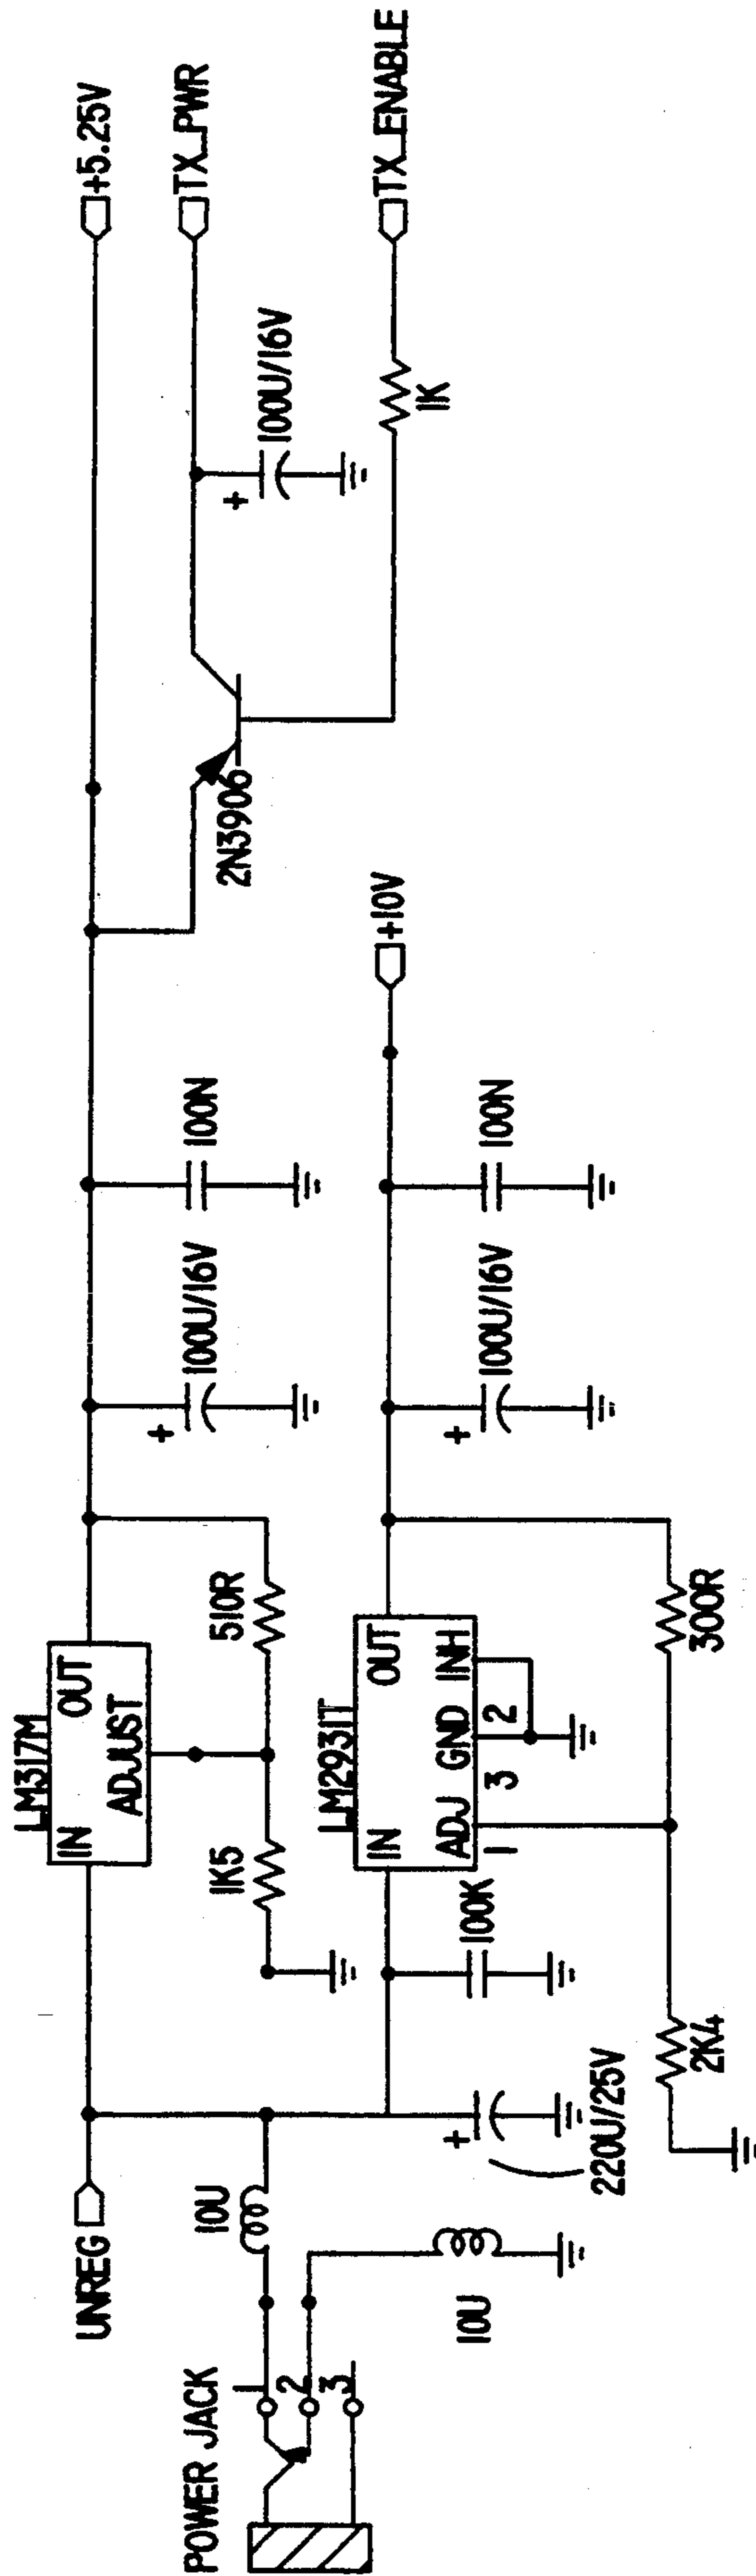 POWER JACK
1
2
3
10U
10U
UNREG
LM317M
IN
OUT
ADJUST
1K5
510R
100U/16V
+
100N
2N3906
+5.25V
TX_PWR
100U/16V
+
1K
TX_ENABLE
220U/25V
+
100K
LM2931T
IN
OUT
ADJ
GND
INH
1
3
2
2K4
300R
100U/16V
+
100N
+10V